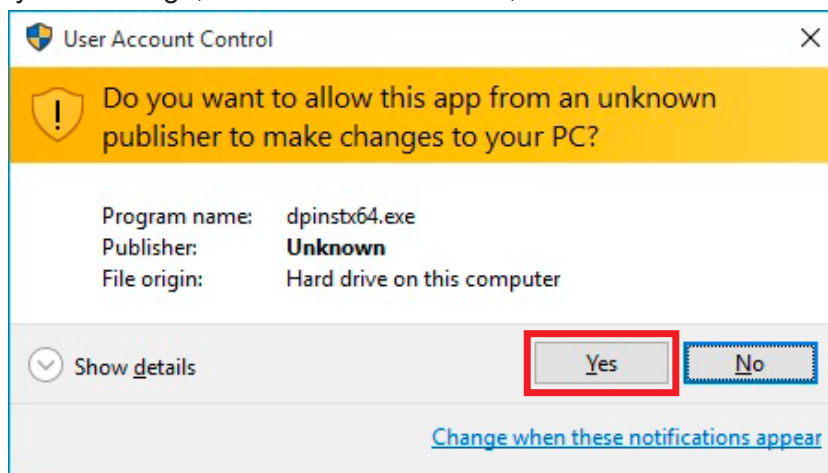 User Account Control
Do you want to allow this app from an unknown
publisher to make changes to your PC?
Program name: dpinstx64.exe
Publisher: Unknown
File origin: Hard drive on this computer
Show details
Yes No
Change when these notifications appear